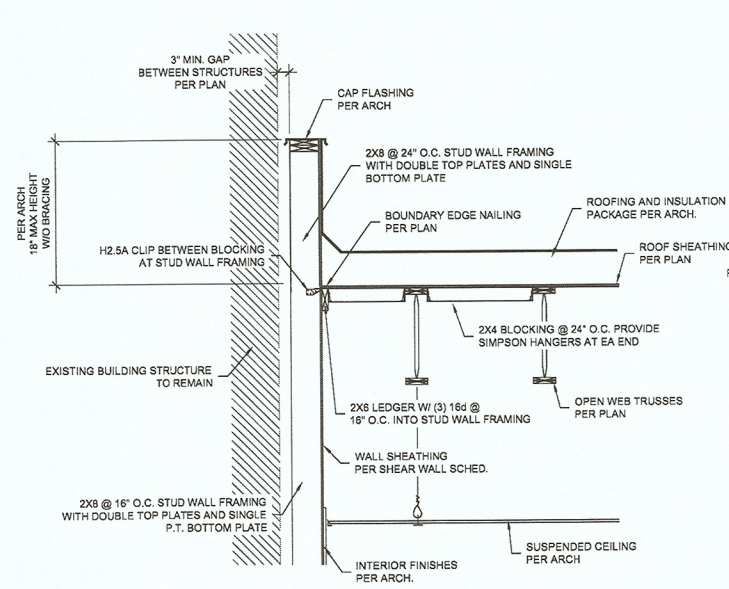 3" MIN. GAP
BETWEEN STRUCTURES
PER PLAN
CAP FLASHING
PER ARCH
2X8 @ 24" O.C. STUD WALL FRAMING
WITH DOUBLE TOP PLATES AND SINGLE
BOTTOM PLATE
PER ARCH
18" MAX HEIGHT
W/O BRACING
BOUNDARY EDGE NAILING
PER PLAN
ROOFING AND INSULATION
PACKAGE PER ARCH.
H2.5A CLIP BETWEEN BLOCKING
AT STUD WALL FRAMING
ROOF SHEATHING
PER PLAN
2X4 BLOCKING @ 24" O.C. PROVIDE
SIMPSON HANGERS AT EA END
EXISTING BUILDING STRUCTURE
TO REMAIN
2X6 LEDGER W/ (3) 16d @
16" O.C. INTO STUD WALL FRAMING
OPEN WEB TRUSSES
PER PLAN
WALL SHEATHING
PER SHEAR WALL SCHED.
2X8 @ 16" O.C. STUD WALL FRAMING
WITH DOUBLE TOP PLATES AND SINGLE
P.T. BOTTOM PLATE
SUSPENDED CEILING
PER ARCH
INTERIOR FINISHES
PER ARCH.